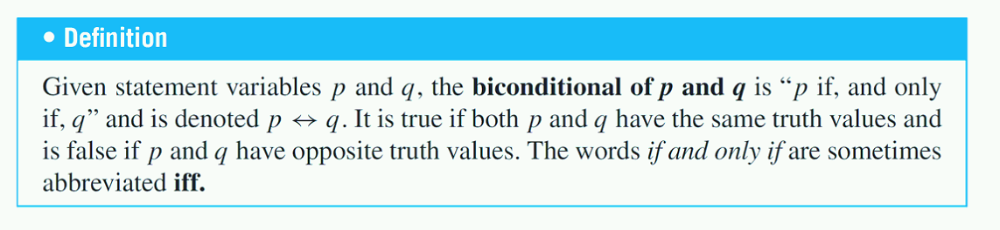 • Definition
Given statement variables p and q, the biconditional of p and q is “p if, and only
if, q” and is denoted p ↔ q. It is true if both p and q have the same truth values and
is false if p and q have opposite truth values. The words if and only if are sometimes
abbreviated iff.